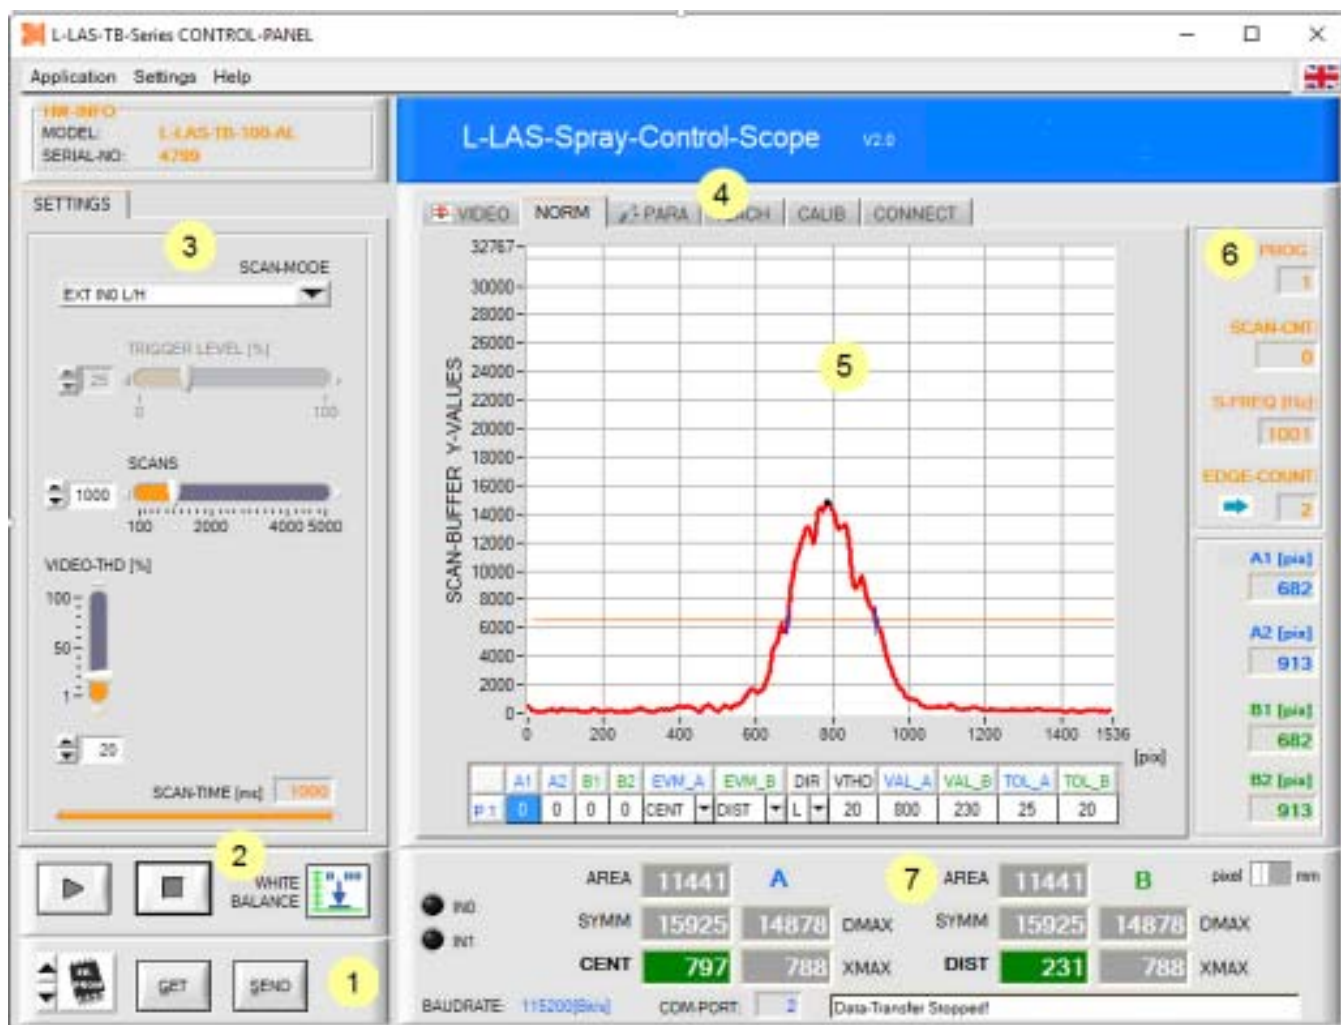 L-LAS-TB-Series CONTROL-PANEL
Application Settings Help
HW-INFO
MODEL: L-LAS-TB-100-AL
SERIAL-NO: 4799
L-LAS-Spray-Control-Scope V2.0
SETTINGS
3
SCAN-MODE
EXT IN0 L/H
TRIGGER LEVEL [%]
25
0 100
SCANS
1000
100 2000 4000 5000
VIDEO-THD [%]
100
50
1
20
SCAN-TIME [ms] 1000
2
WHITE
BALANCE
GET SEND 1
4
VIDEO NORM PARA CALIB CONNECT
SCAN-BUFFER Y-VALUES
32767
30000
28000
26000
24000
22000
20000
18000
16000
14000
12000
10000
8000
6000
4000
2000
0
5
0 200 400 600 800 1000 1200 1400 1536
[pix]
A1 A2 B1 B2 EVM_A EVM_B DIR VTHD VAL_A VAL_B TOL_A TOL_B
P 1 0 0 0 0 CENT DIST L 20 800 230 25 20
6
PROG
1
SCAN-CNT
0
S-FREQ [Hz]
1001
EDGE-COUNT
2
A1 [pix]
682
A2 [pix]
913
B1 [pix]
682
B2 [pix]
913
IN0
IN1
AREA 11441 A
SYMM 15925 14878 DMAX
CENT 797 788 XMAX
7
AREA 11441 B pixel mm
SYMM 15925 14878 DMAX
DIST 231 788 XMAX
BAUDRATE: 115200[Bit/s] COM-PORT: 2 Data-Transfer Stopped!